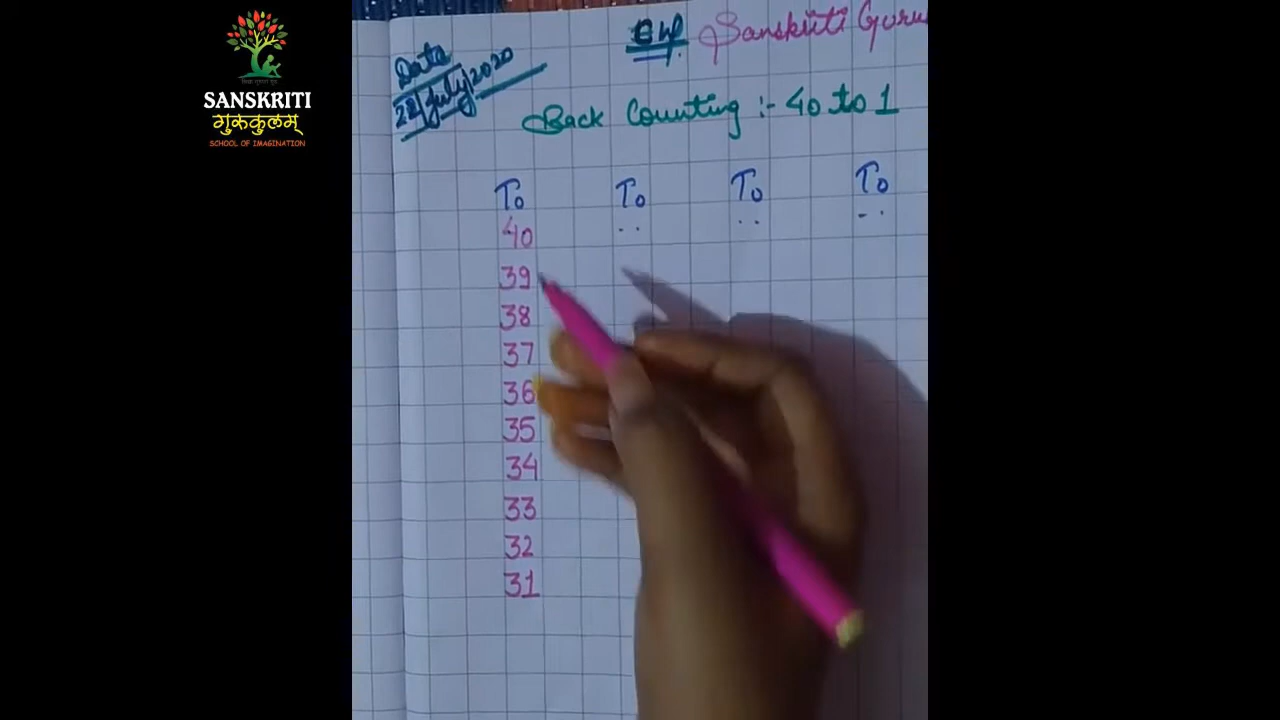 SANSKRITI
गुरुकुलम्
SCHOOL OF IMAGINATION
Date
22/July/2020
CW
Sanskriti Guru
Back Counting :- 40 to 1
To To To To
40
39
38
37
36
35
34
33
32
31